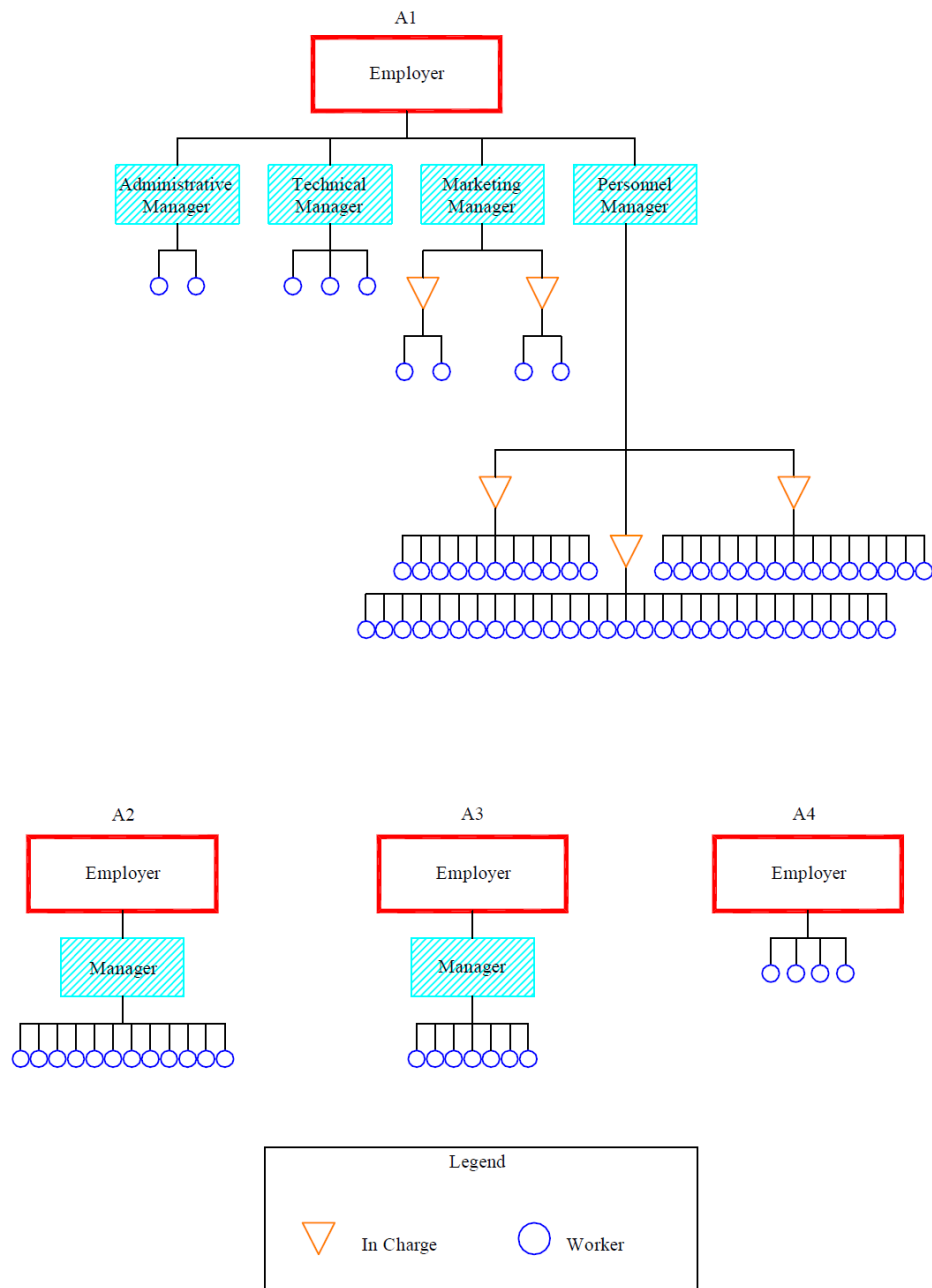 A1
Employer
Administrative
Manager
Technical
Manager
Marketing
Manager
Personnel
Manager
A2
A3
A4
Employer
Employer
Employer
Manager
Manager
Legend
In Charge
Worker